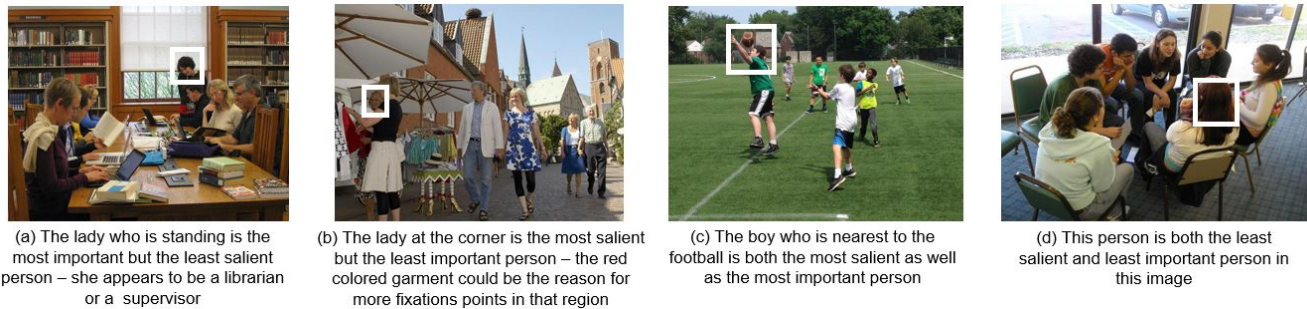 (a) The lady who is standing is the
most important but the least salient
person – she appears to be a librarian
or a  supervisor
(b) The lady at the corner is the most salient
but the least important person – the red
colored garment could be the reason for
more fixations points in that region
(c) The boy who is nearest to the
football is both the most salient as well
as the most important person
(d) This person is both the least
salient and least important person in
this image